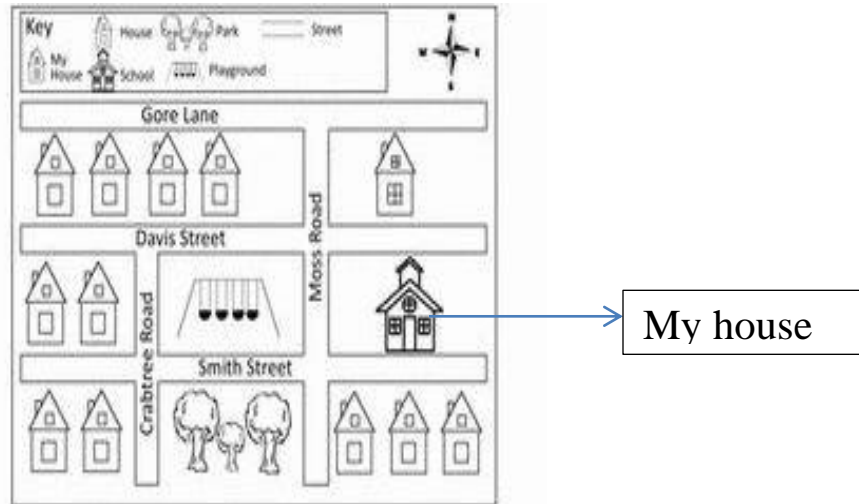 Key
House
Park
Street
My
House
School
Playground
N
W E
S
Gore Lane
Davis Street
Moss Road
Crabtree Road
Smith Street
My house